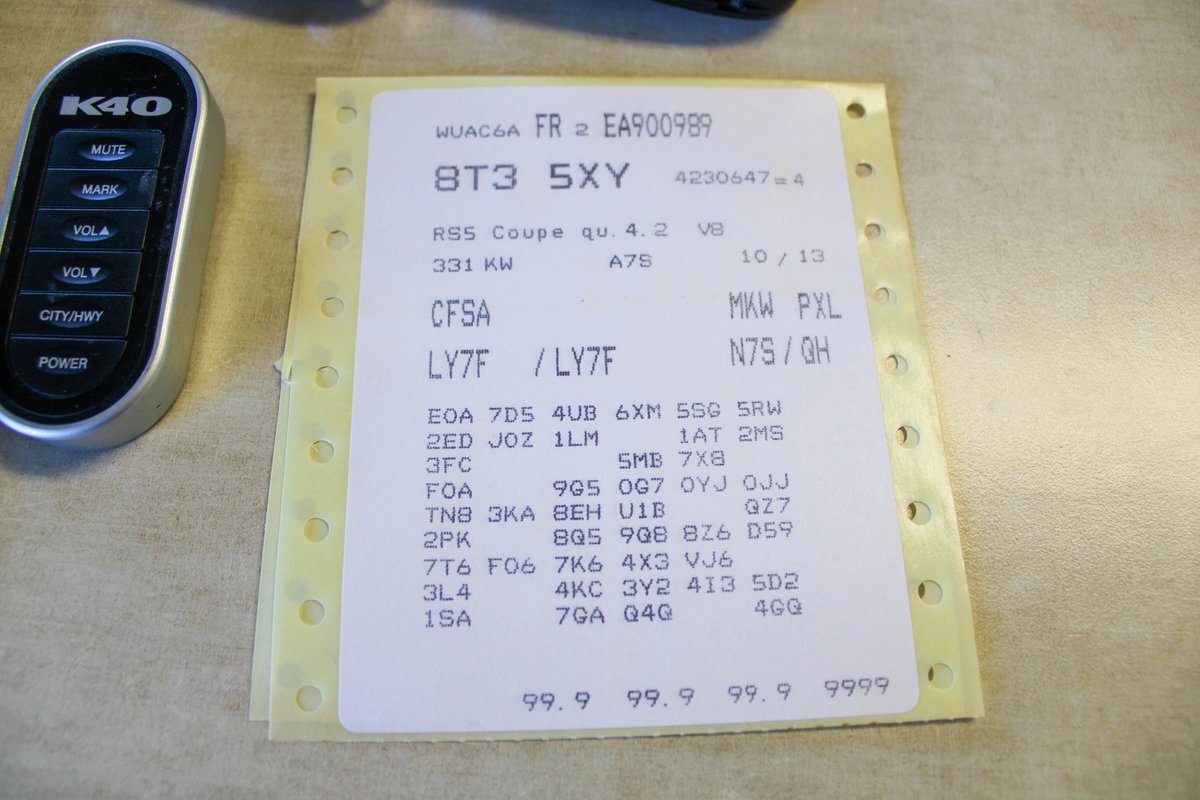 K40
MUTE
MARK
VOL▲
VOL▼
CITY/HWY
POWER
WUAC6A FR 2 EA900989
8T3 5XY 4230647=4
RS5 Coupe qu. 4.2 V8
331 KW A7S 10 / 13
CFSA MKW PXL
LY7F / LY7F N7S / QH
E0A 7D5 4UB 6XM 5SG 5RW
2ED J0Z 1LM 1AT 2MS
3FC 5MB 7X8
F0A 9G5 0G7 0YJ 0JJ
TN8 3KA 8EH U1B QZ7
2PK 8Q5 9Q8 8Z6 D59
7T6 F06 7K6 4X3 VJ6
3L4 4KC 3Y2 4I3 5D2
1SA 7GA Q4Q 4GQ
99.9 99.9 99.9 9999